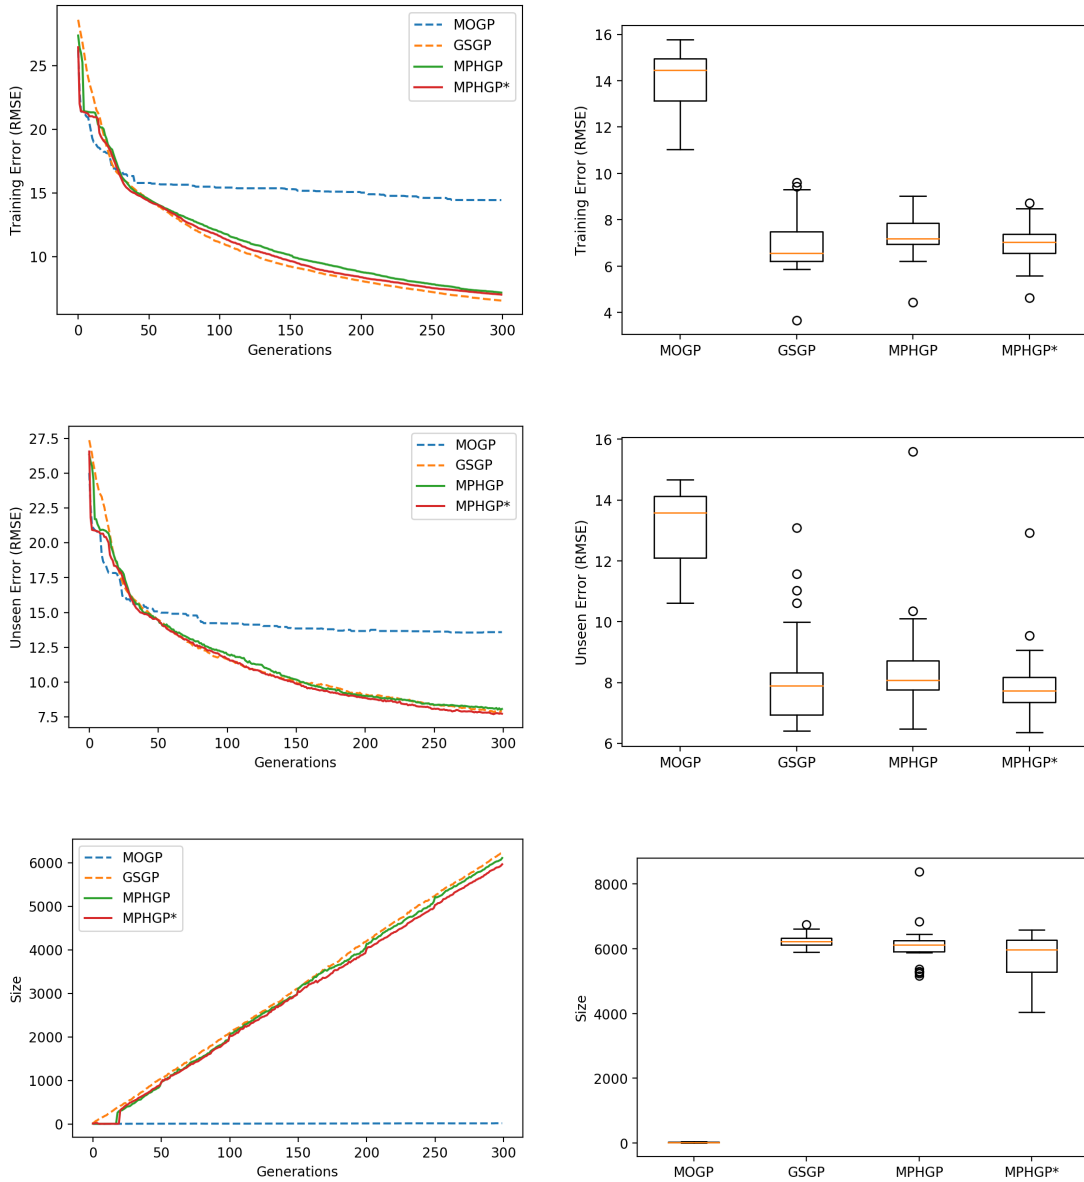 MOGP
GSGP
MPHGP
MPHGP*
Training Error (RMSE)
25
20
15
10
0 50 100 150 200 250 300
Generations
Training Error (RMSE)
16
14
12
10
8
6
4
MOGP GSGP MPHGP MPHGP*
MOGP
GSGP
MPHGP
MPHGP*
Unseen Error (RMSE)
27.5
25.0
22.5
20.0
17.5
15.0
12.5
10.0
7.5
0 50 100 150 200 250 300
Generations
Unseen Error (RMSE)
16
14
12
10
8
6
MOGP GSGP MPHGP MPHGP*
MOGP
GSGP
MPHGP
MPHGP*
Size
6000
5000
4000
3000
2000
1000
0
0 50 100 150 200 250 300
Generations
Size
8000
6000
4000
2000
0
MOGP GSGP MPHGP MPHGP*